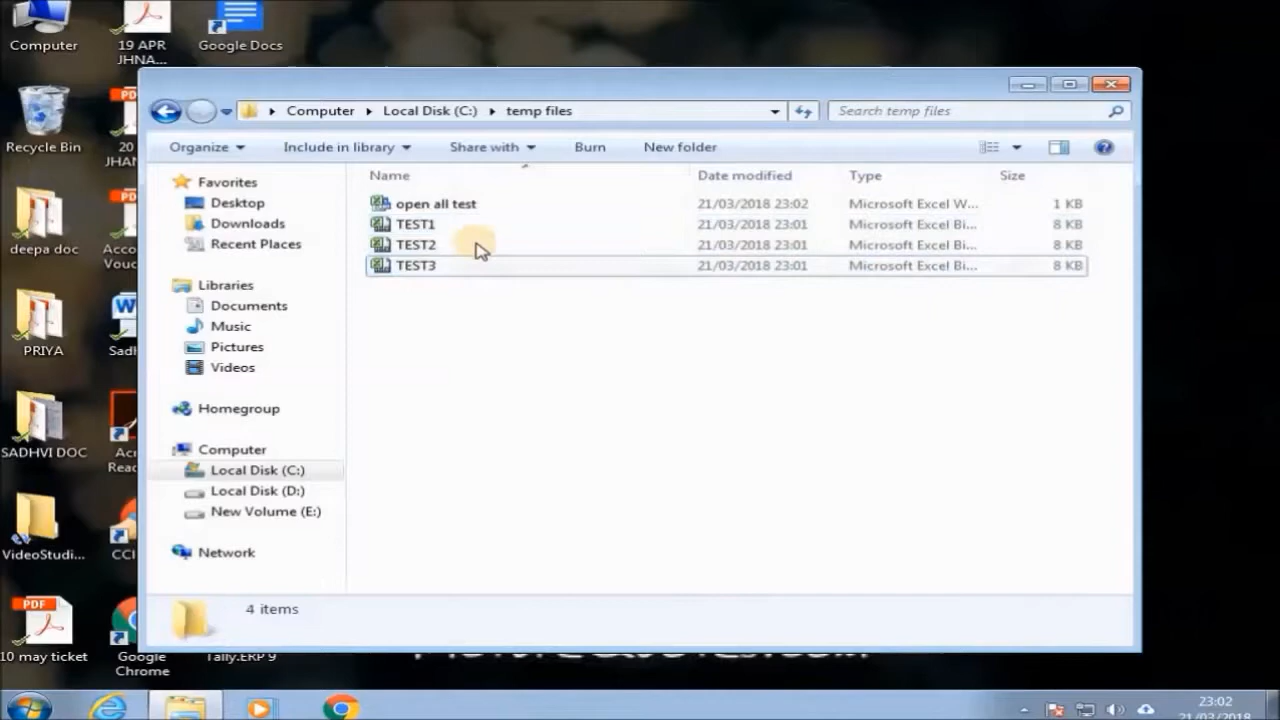 Computer
19 APR
JHNA...
Google Docs
Recycle Bin
20
JHAN
deepa doc
Acco
Vouc
PRIYA
Sadh
SADHVI DOC
Acr
Read
VideoStudi...
CCI
10 may ticket
Google
Chrome
Tally.ERP 9
PDF
Computer
Local Disk (C:)
temp files
Search temp files
Organize
Include in library
Share with
Burn
New folder
Name
Date modified
Type
Size
open all test 21/03/2018 23:02 Microsoft Excel W... 1 KB
TEST1 21/03/2018 23:01 Microsoft Excel Bi... 8 KB
TEST2 21/03/2018 23:01 Microsoft Excel Bi... 8 KB
TEST3 21/03/2018 23:01 Microsoft Excel Bi... 8 KB
Favorites
Desktop
Downloads
Recent Places
Libraries
Documents
Music
Pictures
Videos
Homegroup
Computer
Local Disk (C:)
Local Disk (D:)
New Volume (E:)
Network
4 items
23:02
21/03/2018